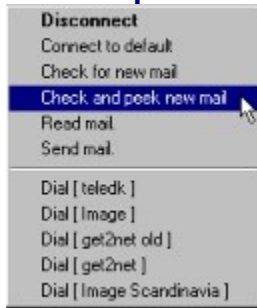 Disconnect
Connect to default
Check for new mail
Check and peek new mail
Read mail.
Send mail.
Dial [ teledk ]
Dial [ Image ]
Dial [ get2net old ]
Dial [ get2net ]
Dial [ Image Scandinavia ]